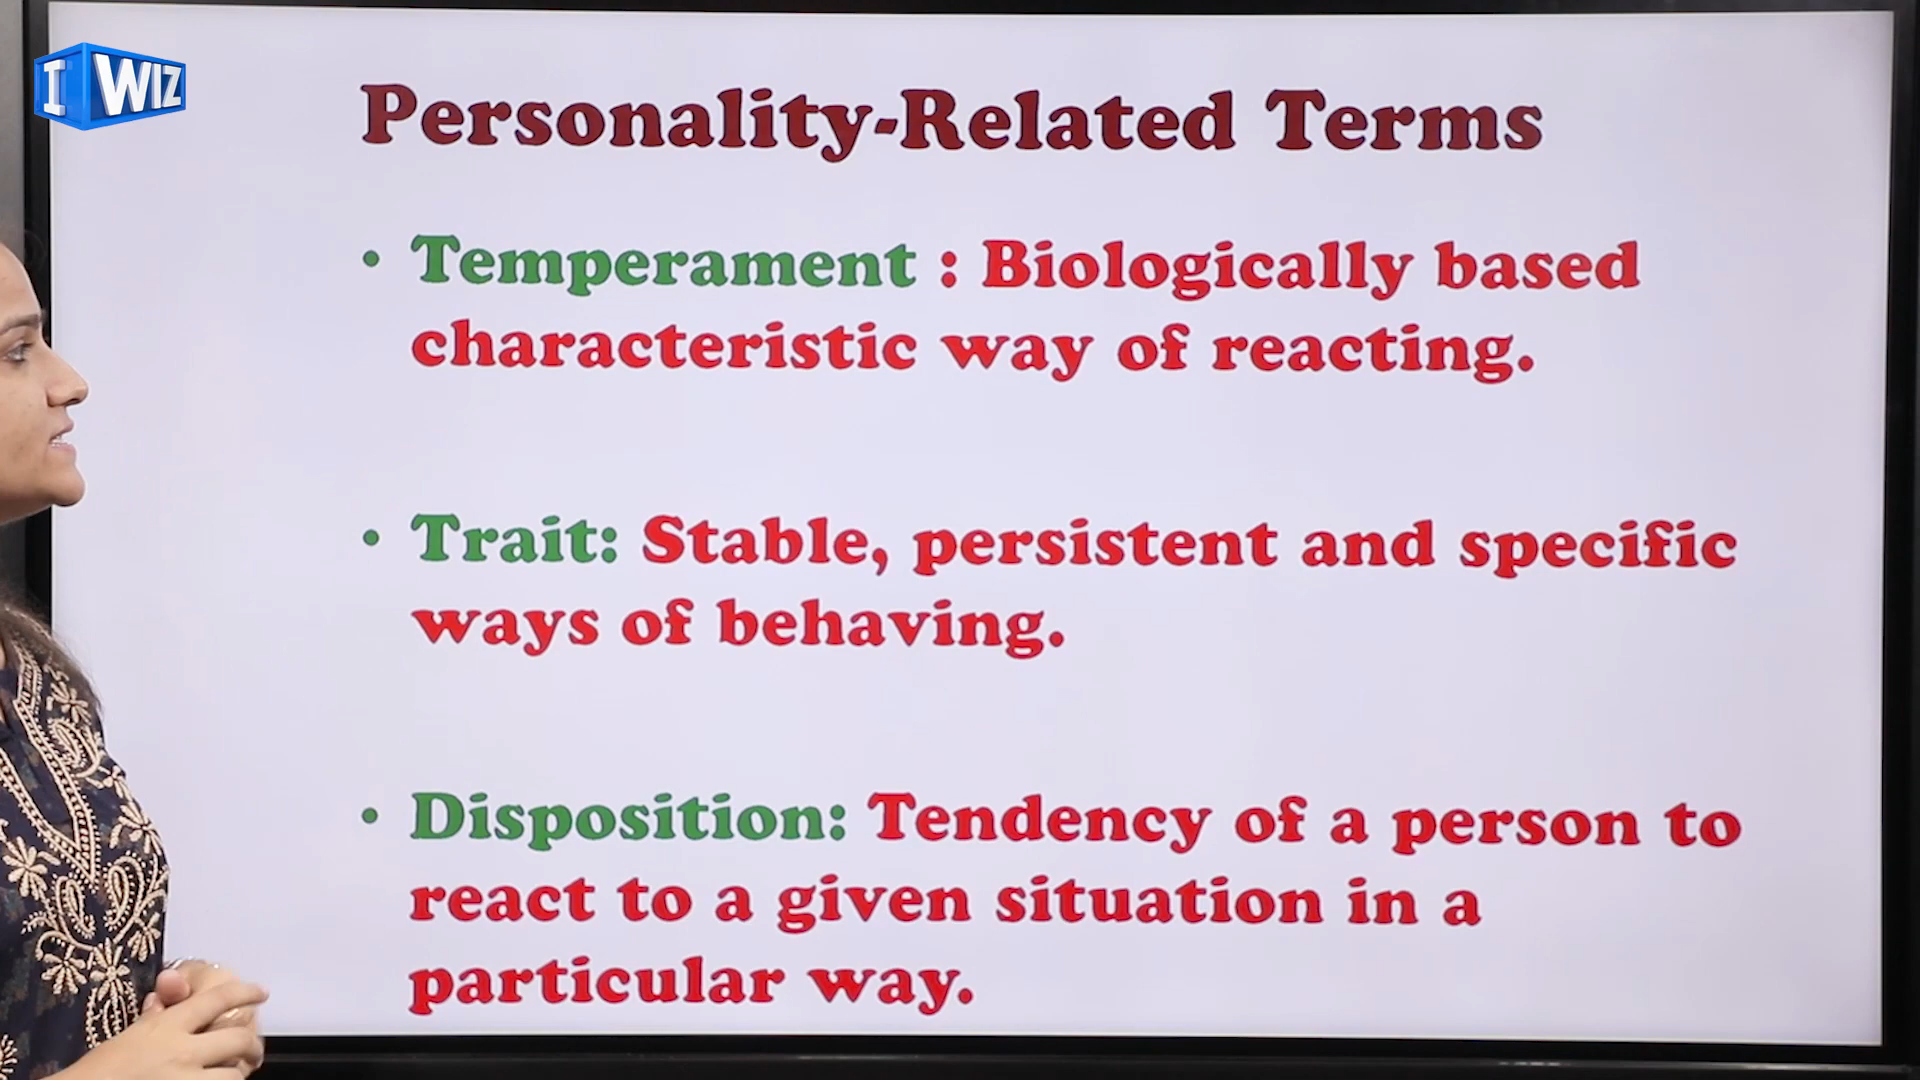 I WIZ
Personality-Related Terms
• Temperament : Biologically based
characteristic way of reacting.
• Trait: Stable, persistent and specific
ways of behaving.
• Disposition: Tendency of a person to
react to a given situation in a
particular way.